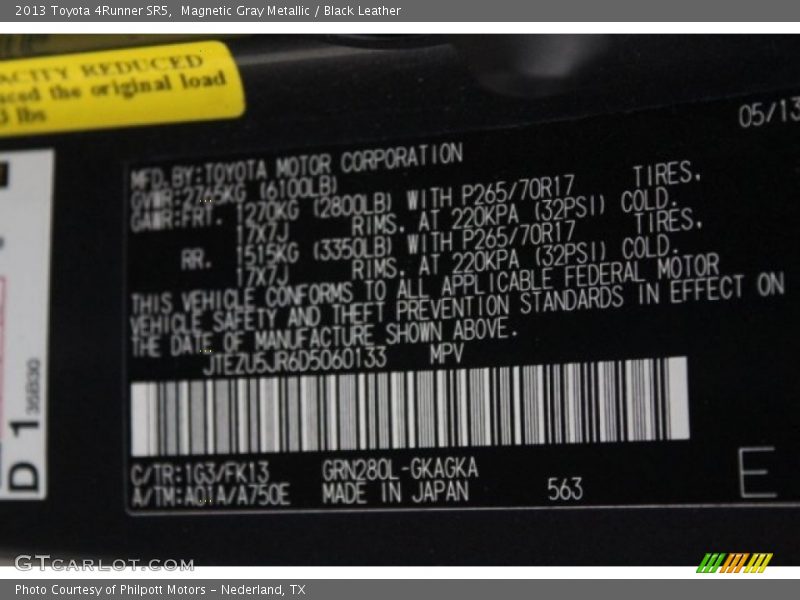 2013 Toyota 4Runner SR5,  Magnetic Gray Metallic / Black Leather
ACITY REDUCED
the original load
3 lbs
05/13
MFD.BY:TOYOTA MOTOR CORPORATION
GVWR:2765KG (6100LB)
GAWR:FRT. 1270KG (2800LB) WITH P265/70R17 TIRES,
17X7J RIMS, AT 220KPA (32PSI) COLD.
RR. 1515KG (3350LB) WITH P265/70R17 TIRES,
17X7J RIMS, AT 220KPA (32PSI) COLD.
THIS VEHICLE CONFORMS TO ALL APPLICABLE FEDERAL MOTOR
VEHICLE SAFETY AND THEFT PREVENTION STANDARDS IN EFFECT ON
THE DATE OF MANUFACTURE SHOWN ABOVE.
JTEZU5JR6D5060133 MPV
C/TR:1G3/FK13 GRN280L-GKAGKA
A/TM:A01A/A750E MADE IN JAPAN 563
E
D 1 35B30
GTCARLOT.COM
Photo Courtesy of Philpott Motors - Nederland, TX